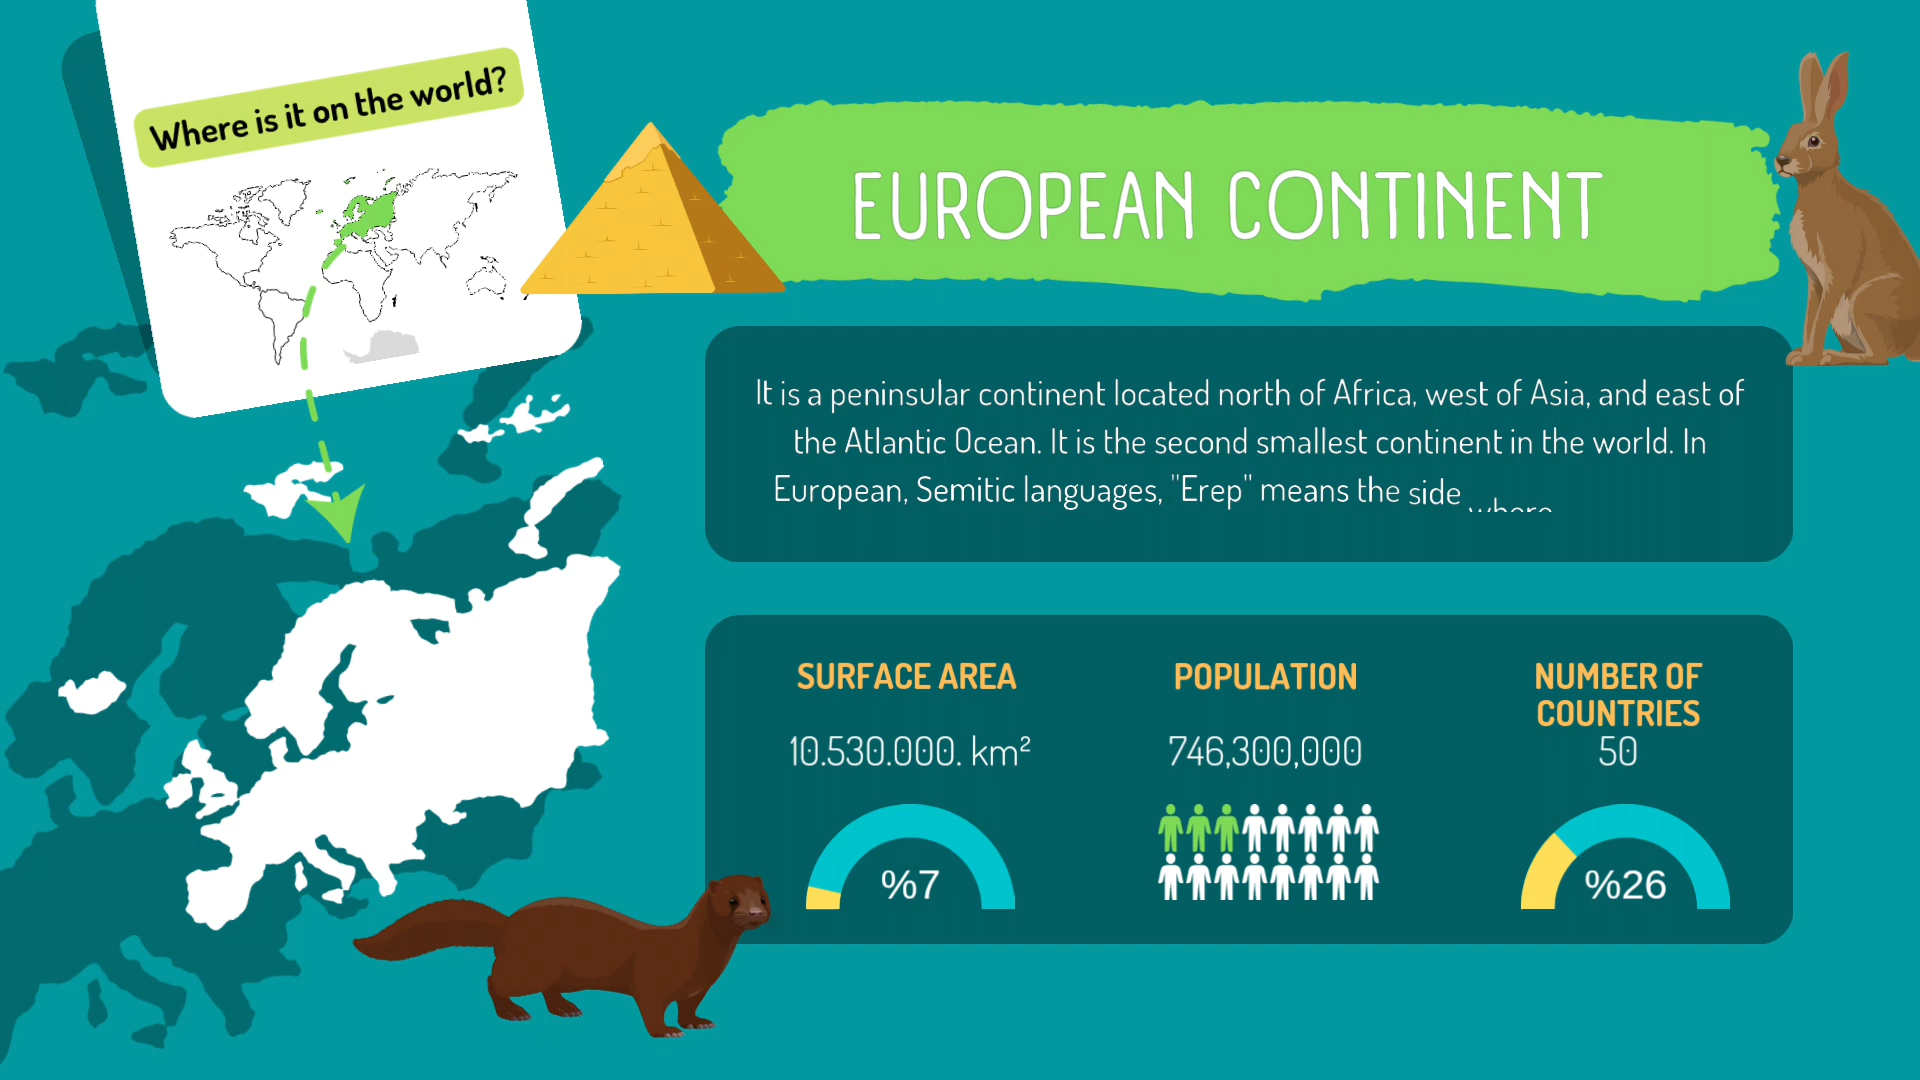 Where is it on the world?
EUROPEAN CONTINENT
It is a peninsular continent located north of Africa, west of Asia, and east of
the Atlantic Ocean. It is the second smallest continent in the world. In
European, Semitic languages, "Erep" means the side where
SURFACE AREA
10.530.000. km²
%7
POPULATION
746,300,000
NUMBER OF
COUNTRIES
50
%26